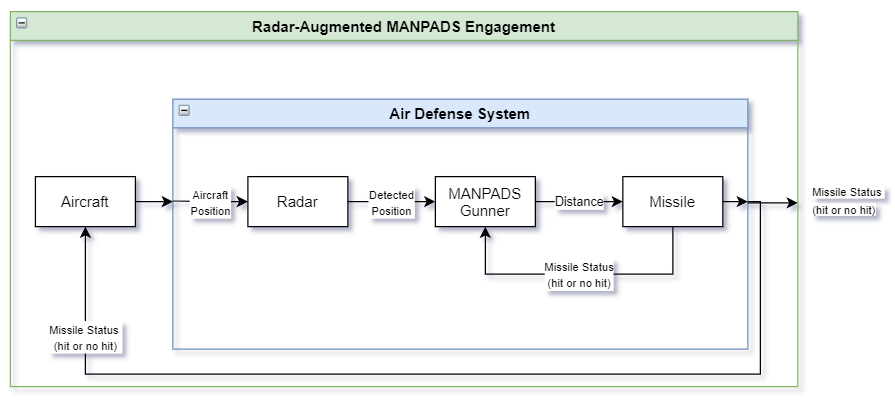 Radar-Augmented MANPADS Engagement
Air Defense System
Aircraft
Aircraft
Position
Radar
Detected
Position
MANPADS
Gunner
Distance
Missile
Missile Status
(hit or no hit)
Missile Status
(hit or no hit)
Missile Status
(hit or no hit)